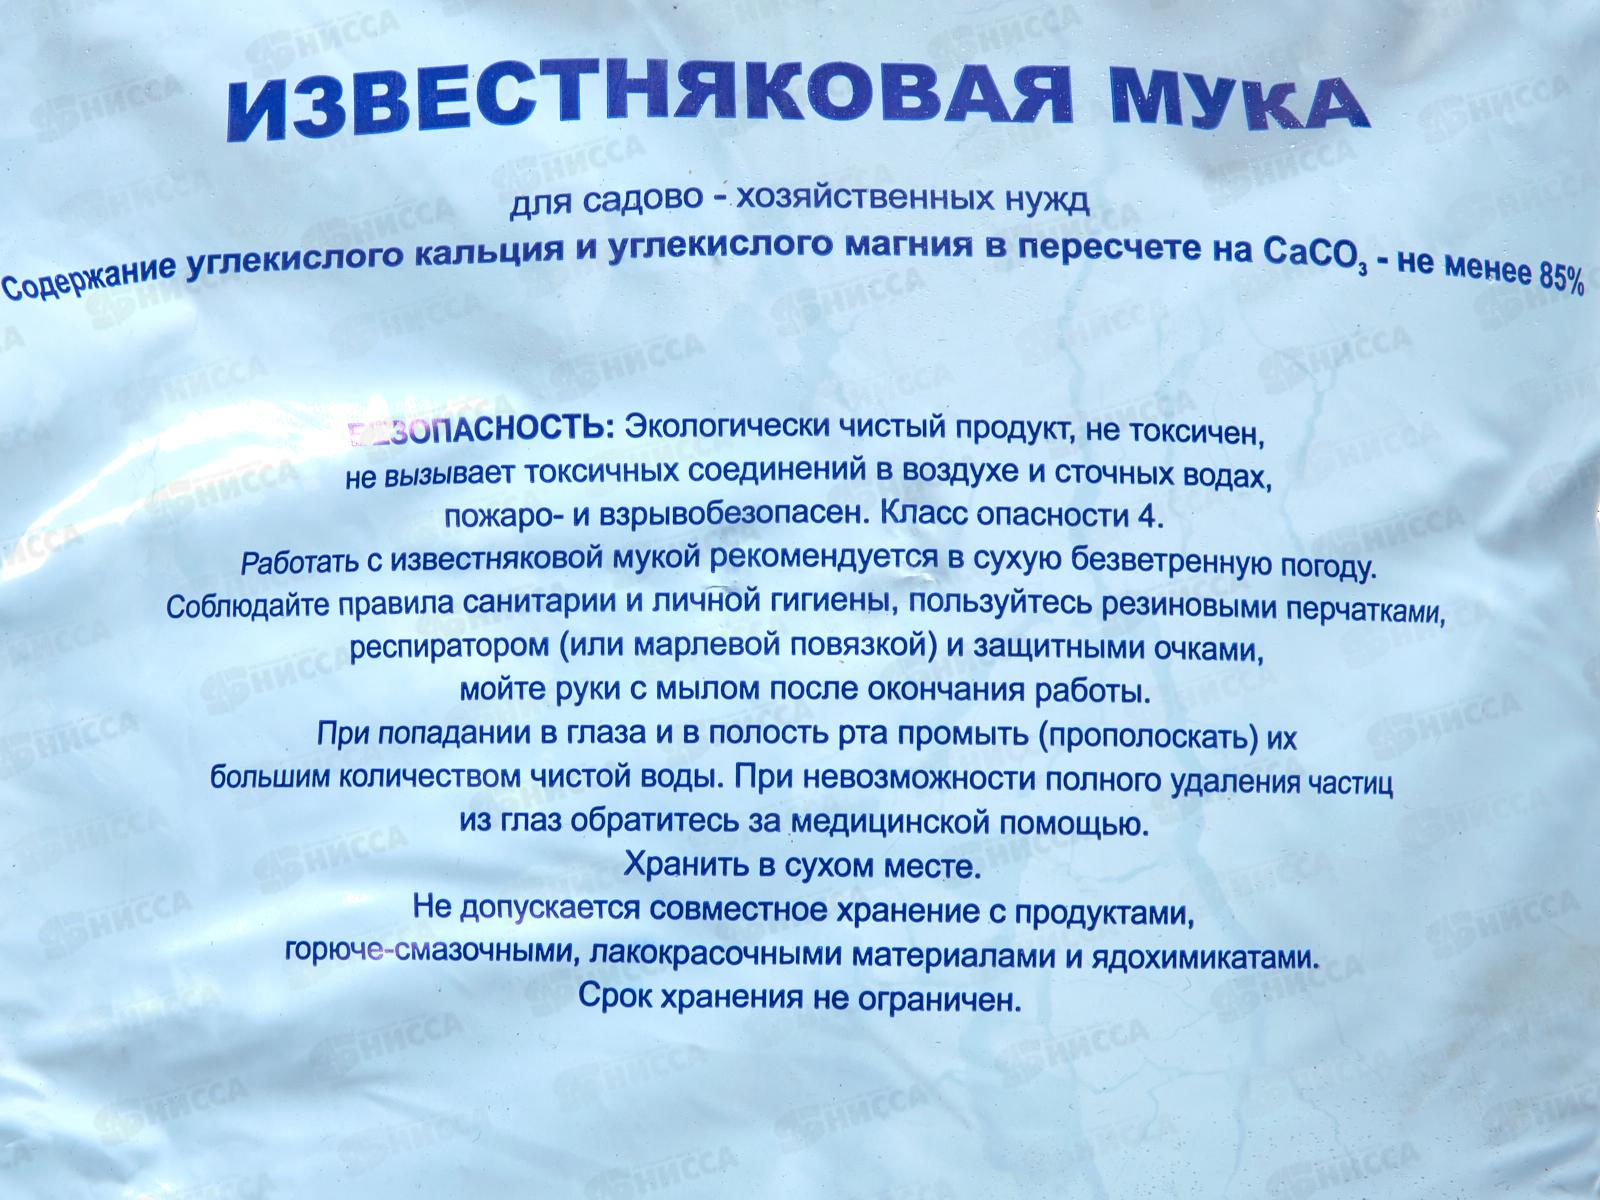 ИЗВЕСТНЯКОВАЯ МУКА
для садово - хозяйственных нужд
Содержание углекислого кальция и углекислого магния в пересчете на CaCO₃ - не менее 85%
БЕЗОПАСНОСТЬ: Экологически чистый продукт, не токсичен,
не вызывает токсичных соединений в воздухе и сточных водах,
пожаро- и взрывобезопасен. Класс опасности 4.
Работать с известняковой мукой рекомендуется в сухую безветренную погоду.
Соблюдайте правила санитарии и личной гигиены, пользуйтесь резиновыми перчатками,
респиратором (или марлевой повязкой) и защитными очками,
мойте руки с мылом после окончания работы.
При попадании в глаза и в полость рта промыть (прополоскать) их
большим количеством чистой воды. При невозможности полного удаления частиц
из глаз обратитесь за медицинской помощью.
Хранить в сухом месте.
Не допускается совместное хранение с продуктами,
горюче-смазочными, лакокрасочными материалами и ядохимикатами.
Срок хранения не ограничен.
НИССА